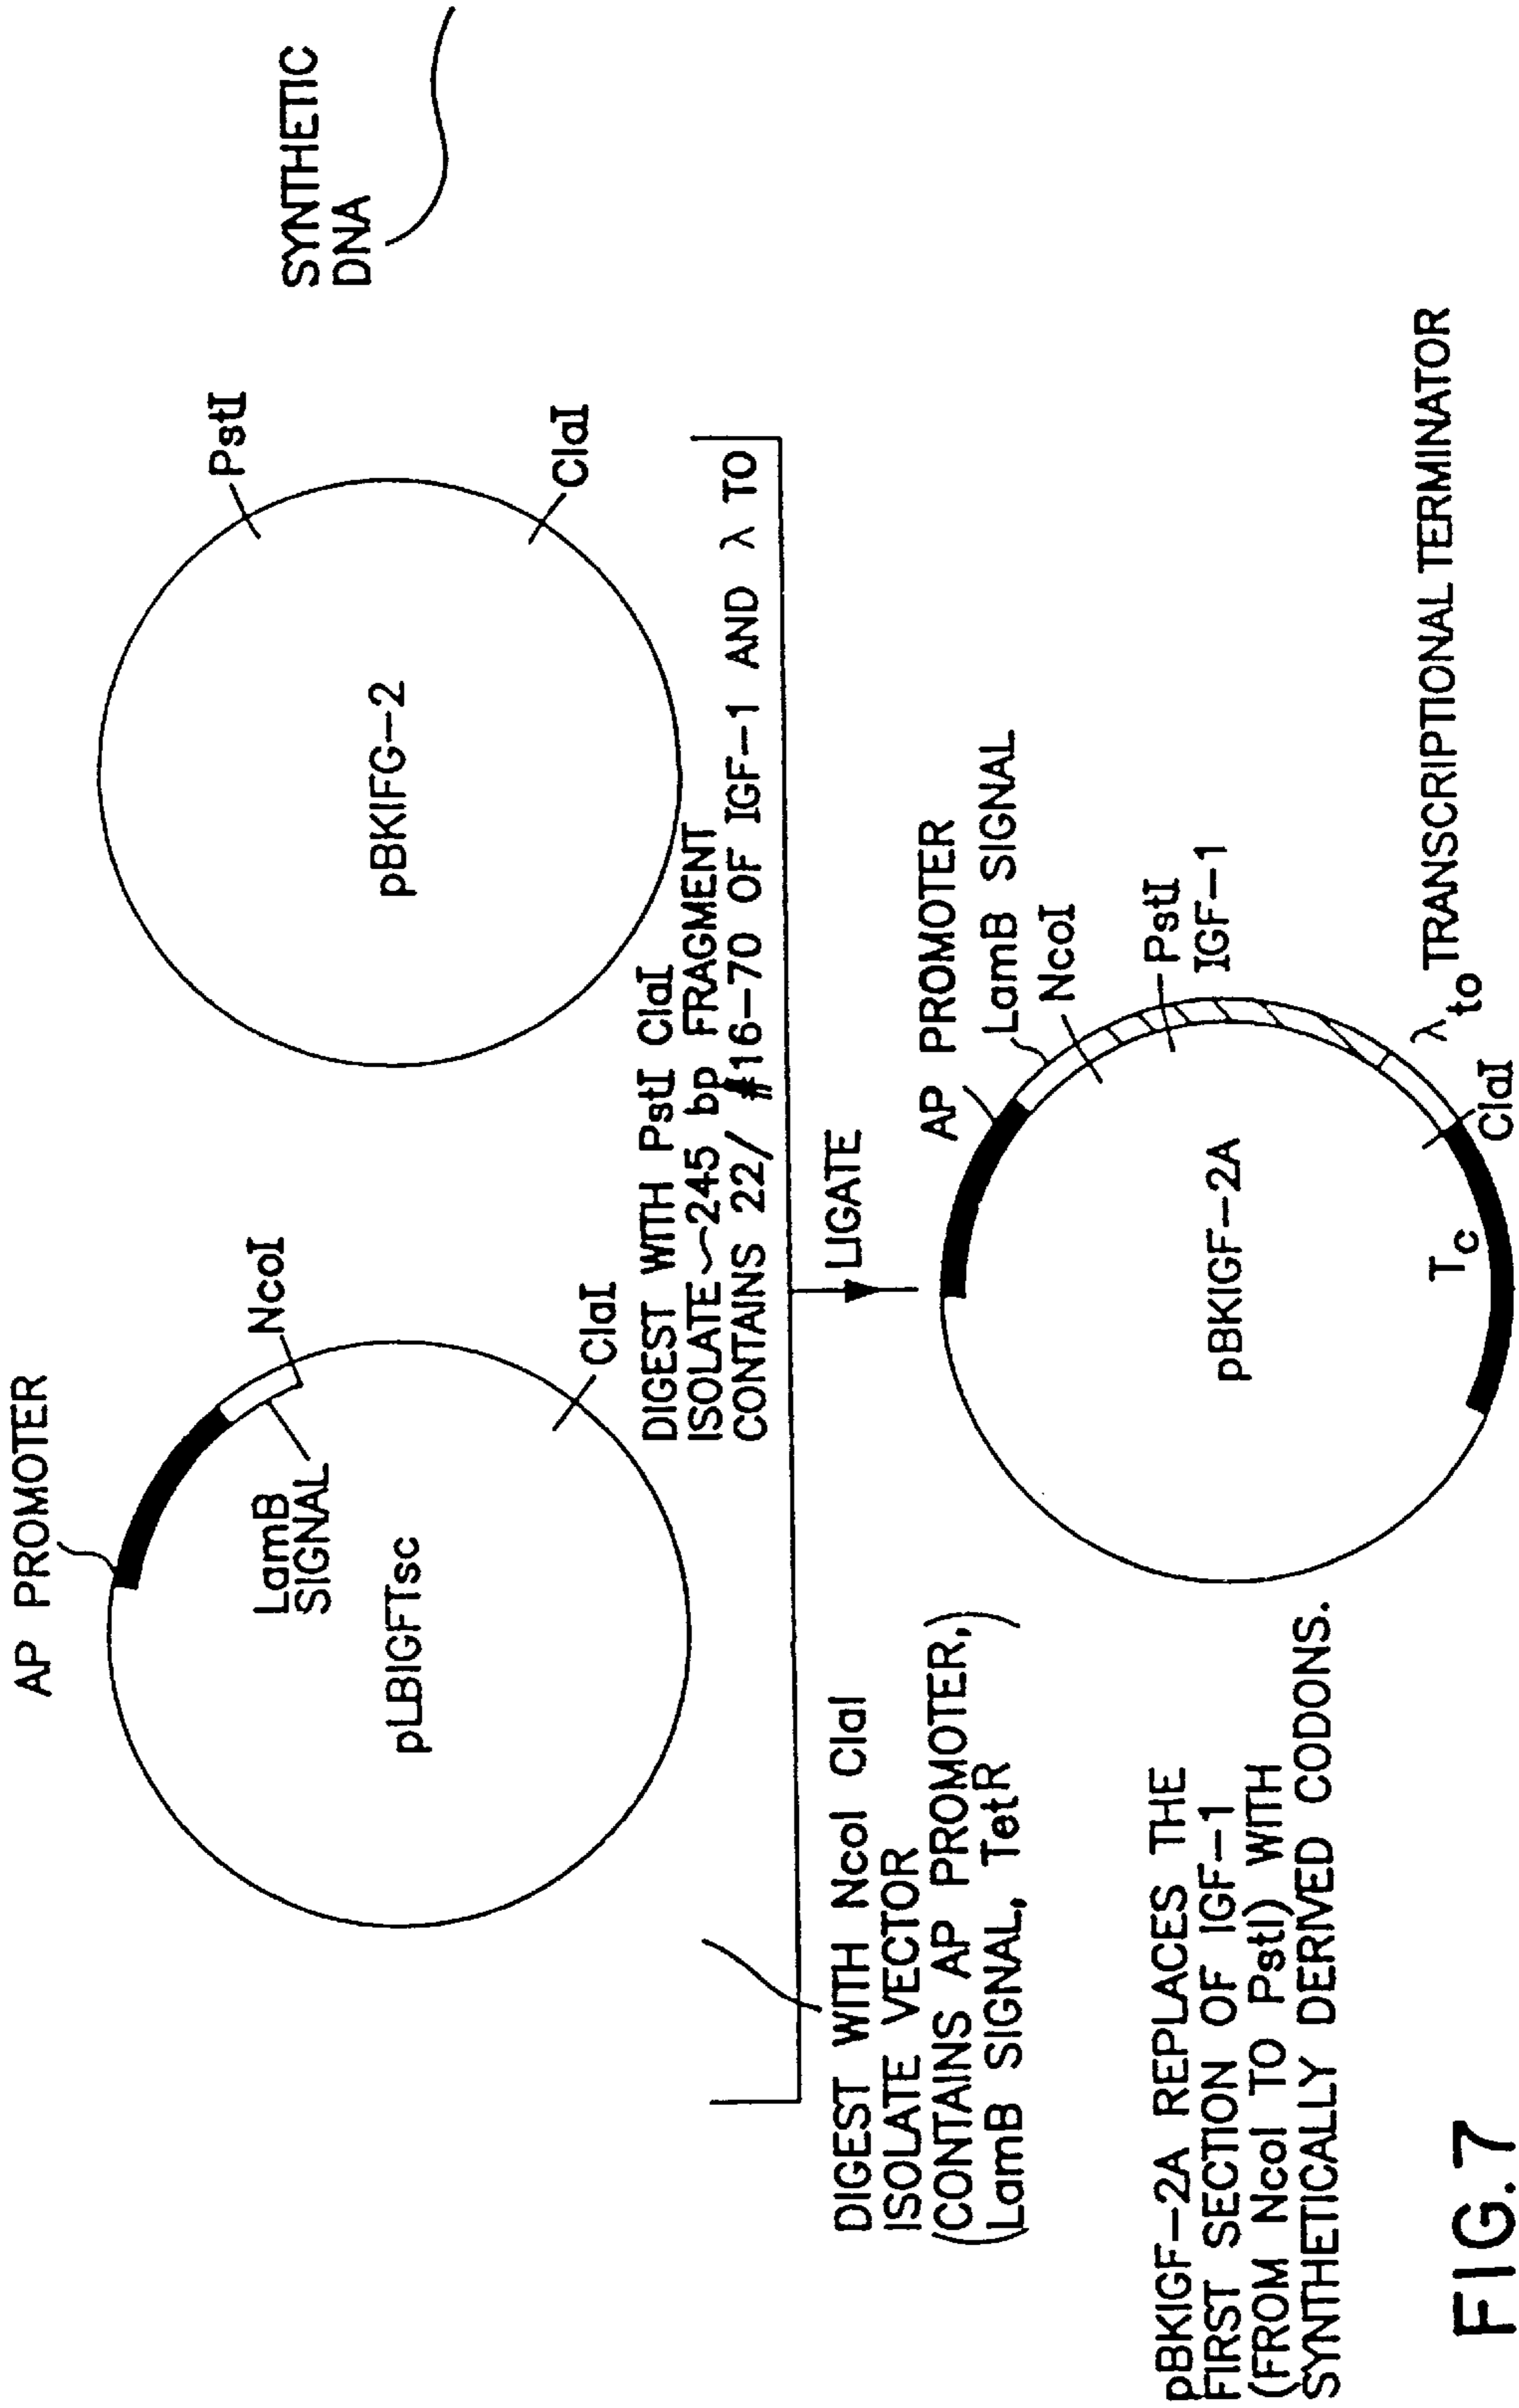 AP PROMOTER
LamB
SIGNAL
NcoI
pLBIGFTsc
ClaI
PstI
pBKIFG-2
ClaI
SYNTHETIC
DNA
DIGEST WITH PstI ClaI
ISOLATE ~245 bp FRAGMENT
CONTAINS 22/ #16-70 OF IGF-1 AND λ TO
DIGEST WITH NcoI ClaI
ISOLATE VECTOR
(CONTAINS AP PROMOTER,
LamB SIGNAL, TetR)
LIGATE
AP PROMOTER
LamB SIGNAL
NcoI
PstI
IGF-1
pBKIGF-2A
Tc
λto TRANSCRIPTIONAL TERMINATOR
ClaI
pBKIGF-2A REPLACES THE
FIRST SECTION OF IGF-1
(FROM NcoI TO PstI) WITH
SYNTHETICALLY DERIVED CODONS.
FIG.7